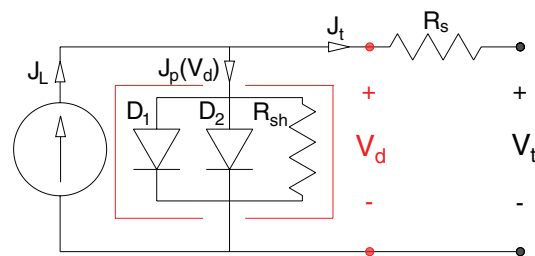 J_t
R_s
J_L
J_p(V_d)
D_1
D_2
R_sh
+
+
V_d
V_t
-
-